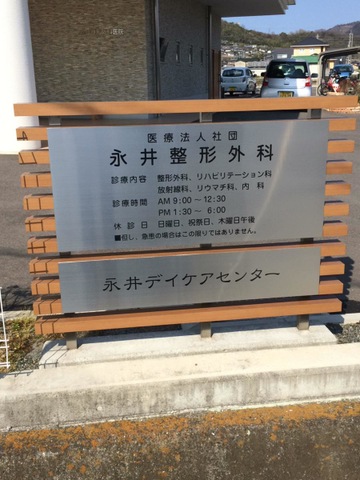 医療法人社団
永井整形外科
診療内容 整形外科、リハビリテーション科
放射線科、リウマチ科、内 科
診療時間 AM 9:00～12:30
PM 1:30～ 6:00
休 診 日 日曜日、祝祭日、木曜日午後
■但し、急患の場合はこの限りではありません。
永井デイケアセンター